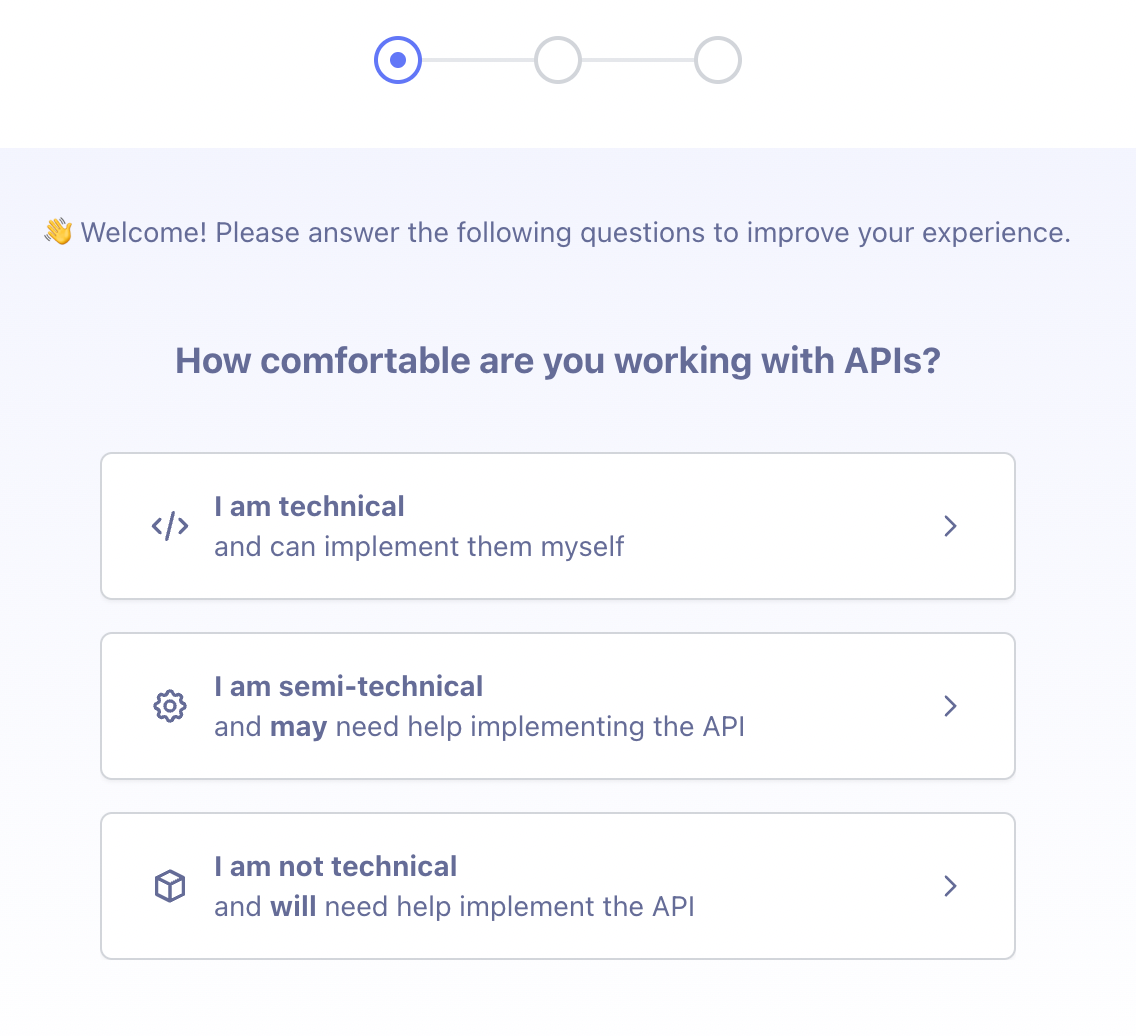 👋 Welcome! Please answer the following questions to improve your experience.
How comfortable are you working with APIs?
I am technical
and can implement them myself
I am semi-technical
and may need help implementing the API
I am not technical
and will need help implement the API